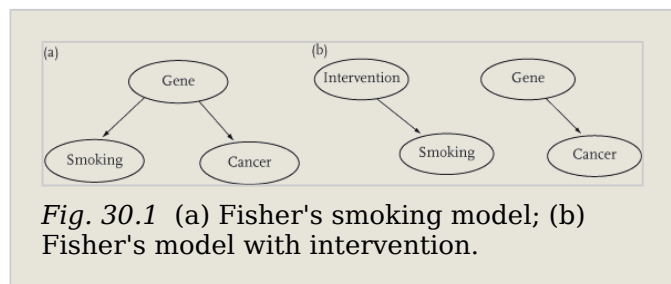 (a)
Gene
Smoking
Cancer
(b)
Intervention
Gene
Smoking
Cancer
Fig. 30.1 (a) Fisher's smoking model; (b)
Fisher's model with intervention.